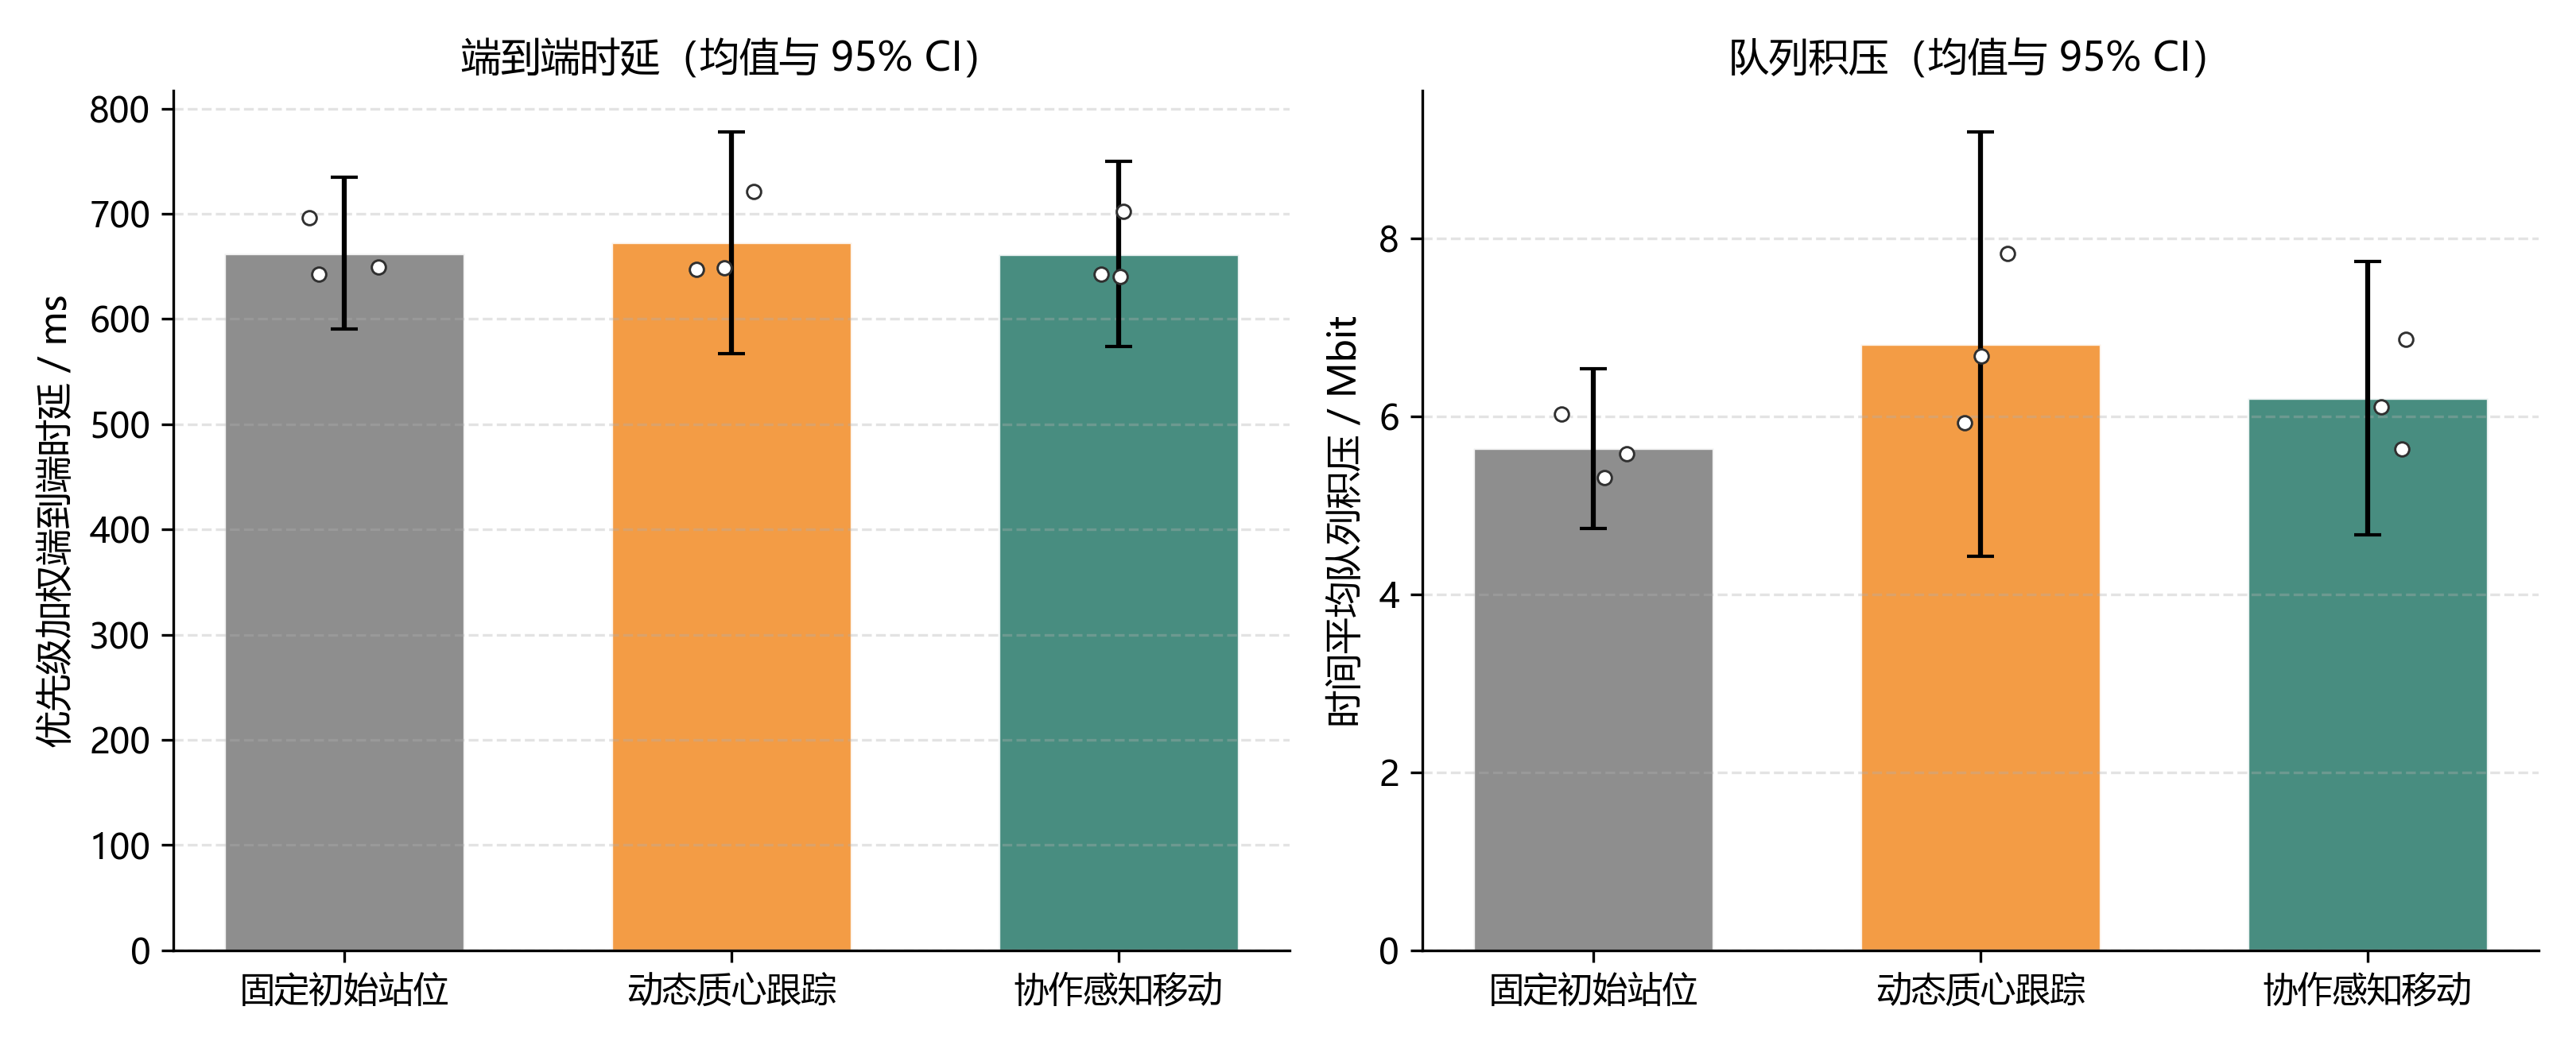 端到端时延（均值与 95% CI）
优先级加权端到端时延 / ms
800
700
600
500
400
300
200
100
0
固定初始站位
动态质心跟踪
协作感知移动
队列积压（均值与 95% CI）
时间平均队列积压 / Mbit
8
6
4
2
0
固定初始站位
动态质心跟踪
协作感知移动